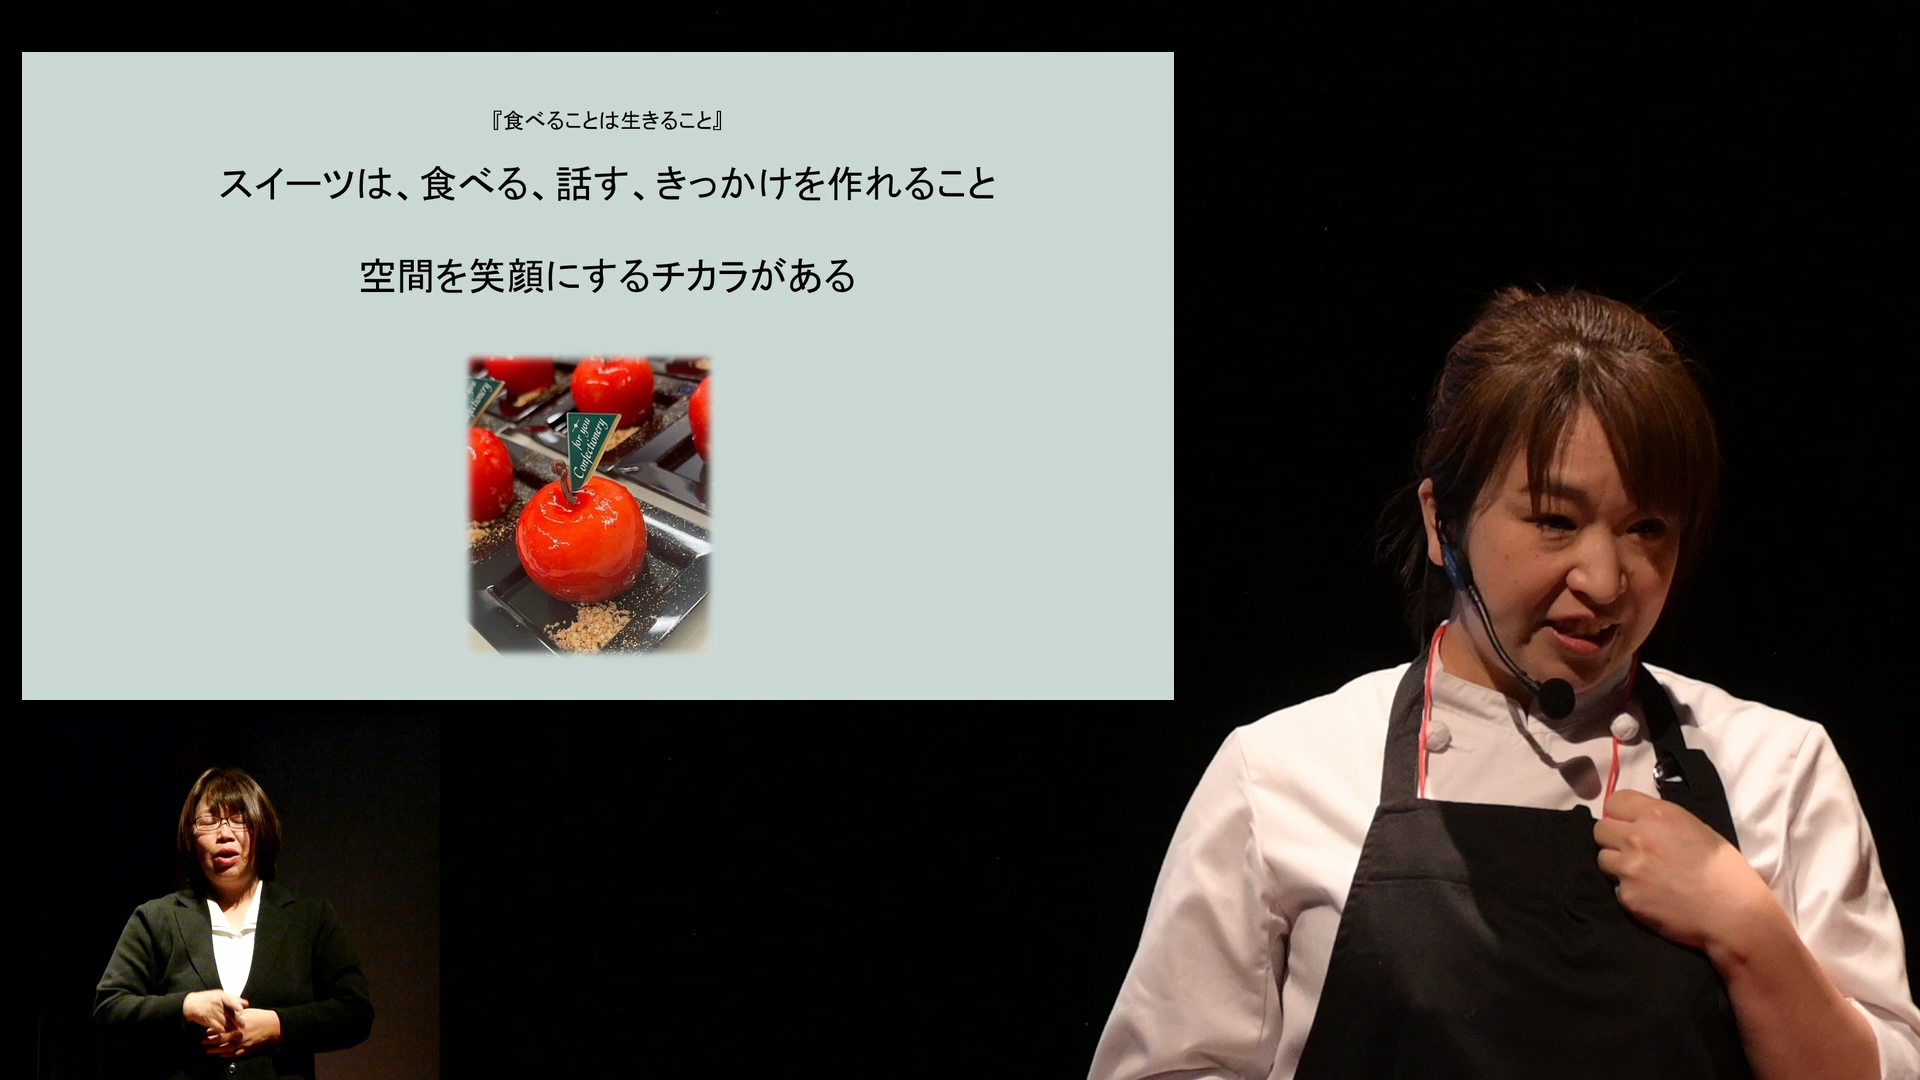 『食べることは生きること』
スイーツは、食べる、話す、きっかけを作れること
空間を笑顔にするチカラがある
for you
Confectionery